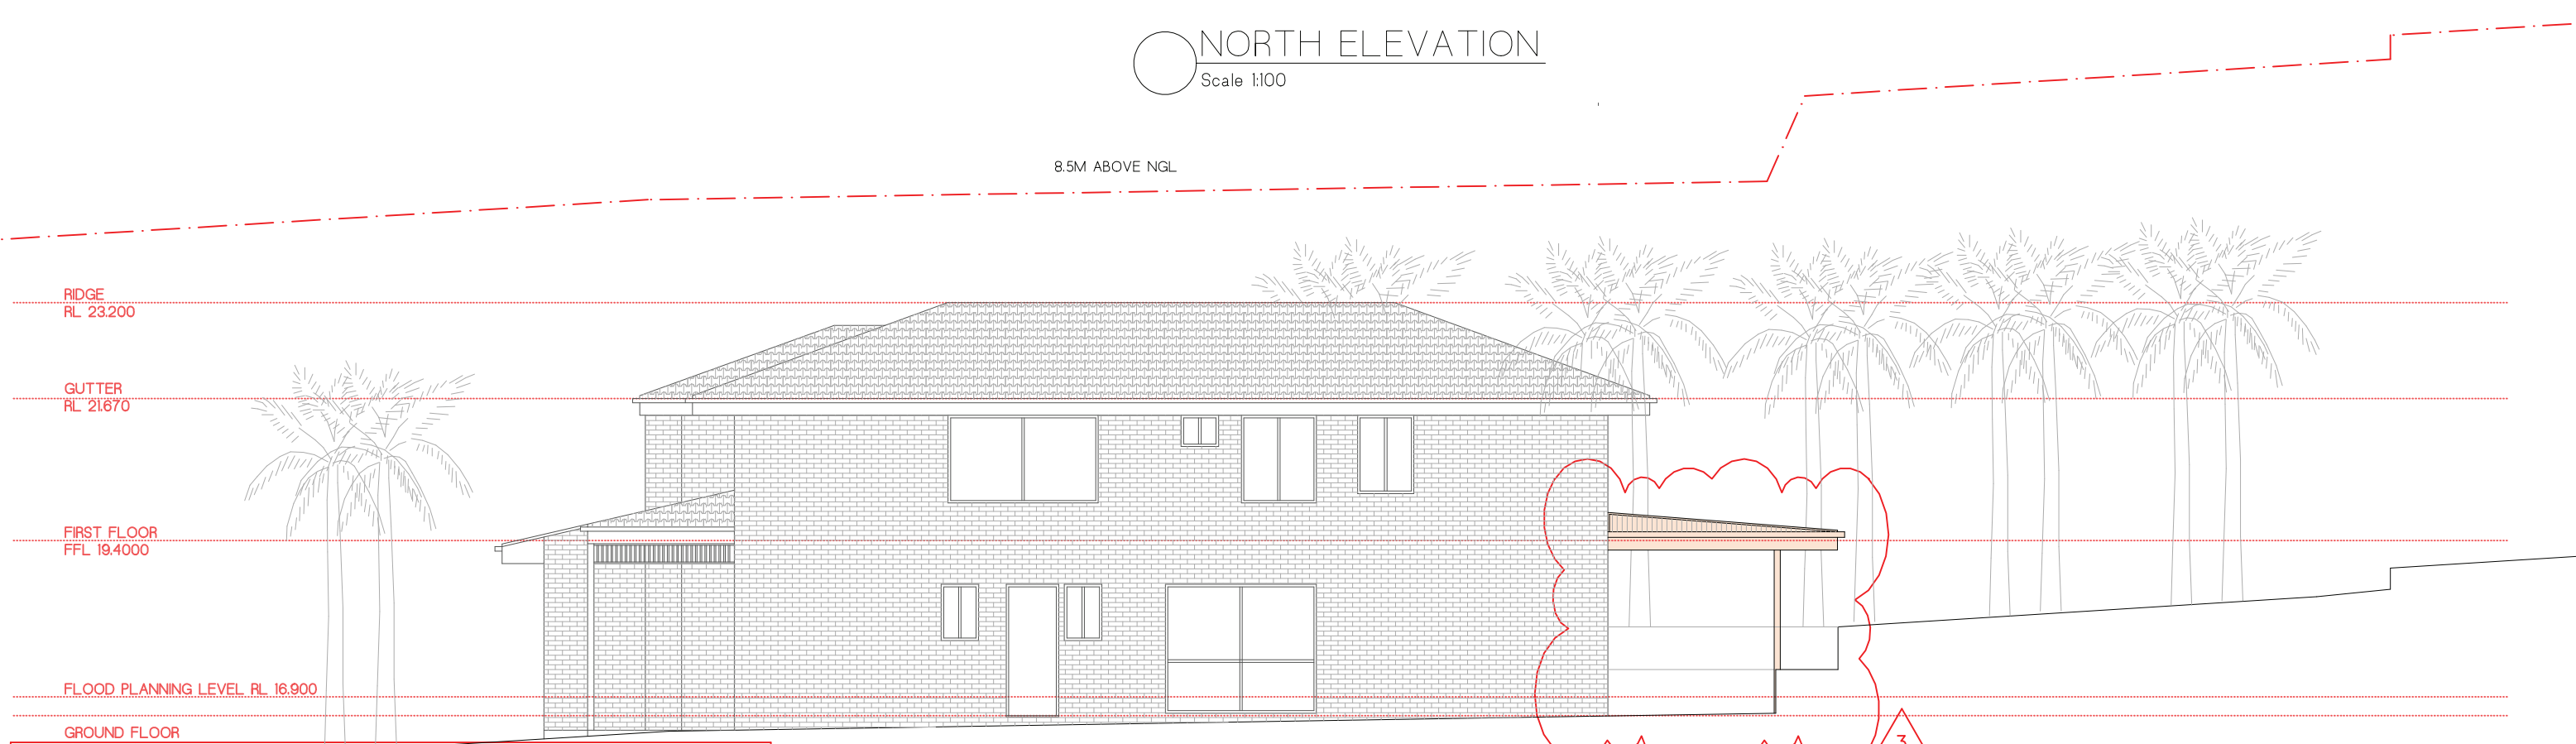 NORTH ELEVATION
Scale 1:100
8.5M ABOVE NGL
RIDGE
RL 23.200
GUTTER
RL 21.670
FIRST FLOOR
FFL 19.4000
FLOOD PLANNING LEVEL RL 16.900
GROUND FLOOR
3